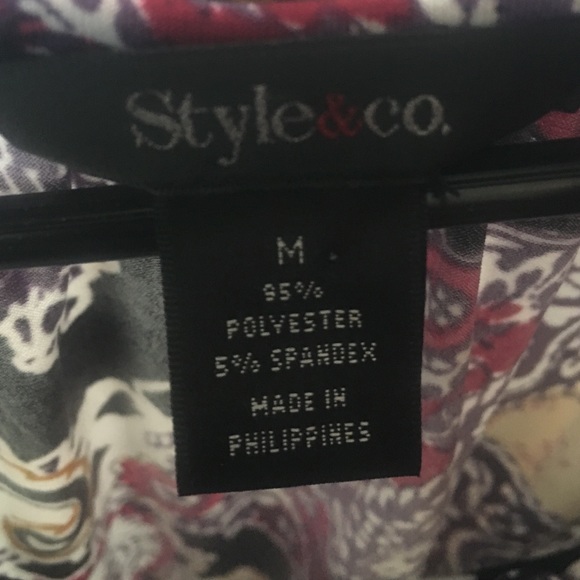 Style&co.
M
95%
POLYESTER
5% SPANDEX
MADE IN
PHILIPPINES